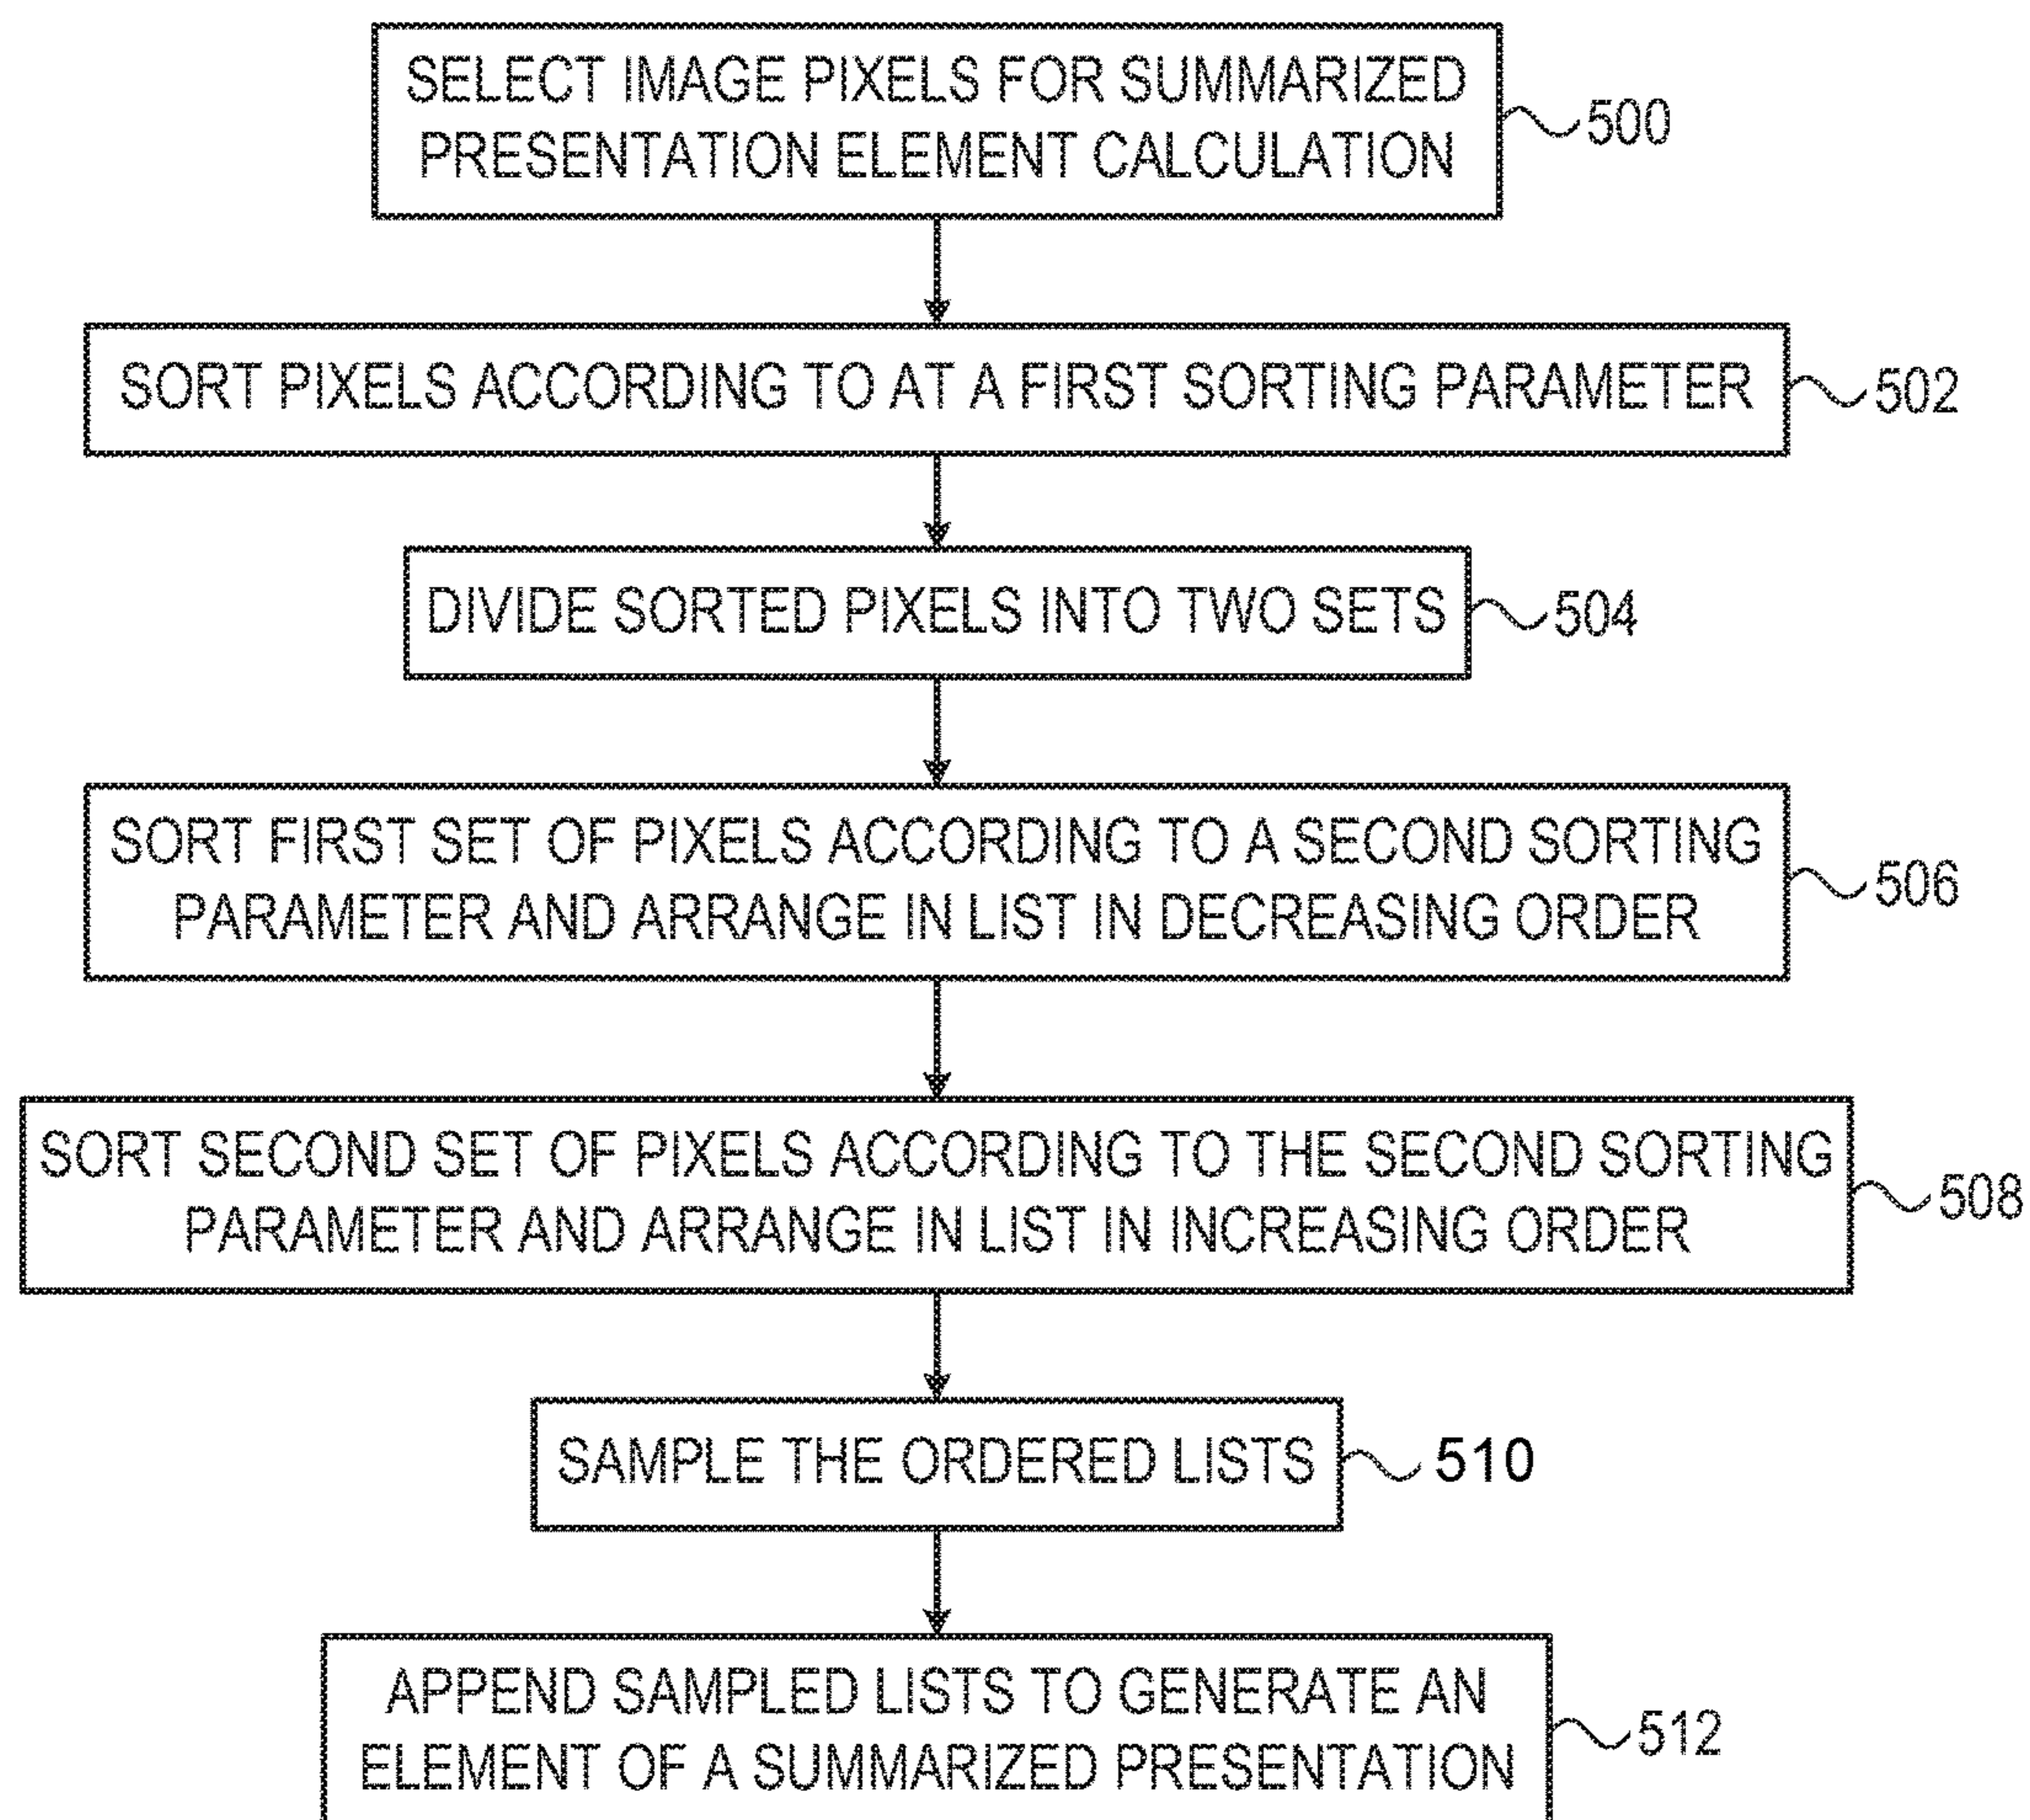 SELECT IMAGE PIXELS FOR SUMMARIZED
PRESENTATION ELEMENT CALCULATION
500
SORT PIXELS ACCORDING TO AT A FIRST SORTING PARAMETER
502
DIVIDE SORTED PIXELS INTO TWO SETS
504
SORT FIRST SET OF PIXELS ACCORDING TO A SECOND SORTING
PARAMETER AND ARRANGE IN LIST IN DECREASING ORDER
506
SORT SECOND SET OF PIXELS ACCORDING TO THE SECOND SORTING
PARAMETER AND ARRANGE IN LIST IN INCREASING ORDER
508
SAMPLE THE ORDERED LISTS
510
APPEND SAMPLED LISTS TO GENERATE AN
ELEMENT OF A SUMMARIZED PRESENTATION
512